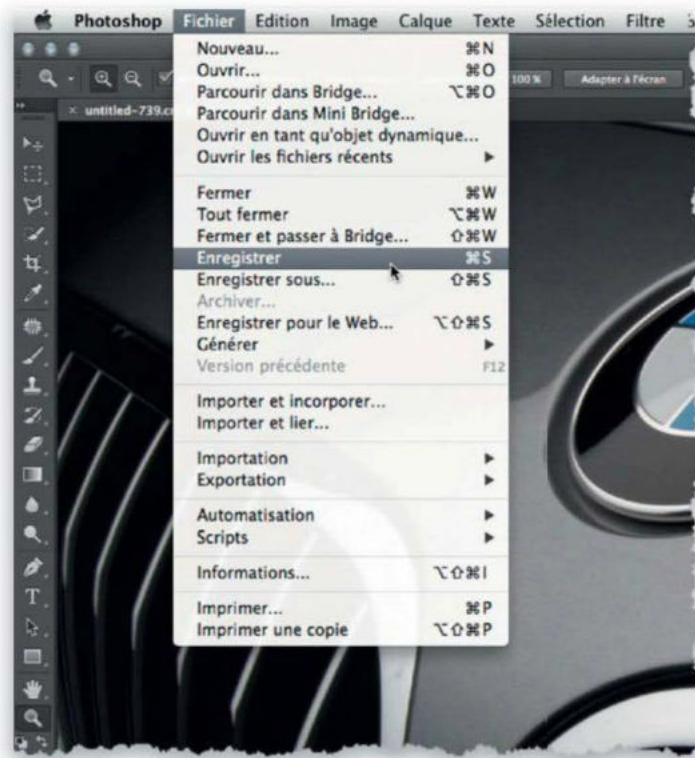 Photoshop Fichier Edition Image Calque Texte Sélection Filtre
100 % Adapter à l'écran
× untitled-739.c
Nouveau... ⌘N
Ouvrir... ⌘O
Parcourir dans Bridge... ⌥⌘O
Parcourir dans Mini Bridge...
Ouvrir en tant qu'objet dynamique...
Ouvrir les fichiers récents ▶
Fermer ⌘W
Tout fermer ⌥⌘W
Fermer et passer à Bridge... ⇧⌘W
Enregistrer ⌘S
Enregistrer sous... ⇧⌘S
Archiver...
Enregistrer pour le Web... ⌥⇧⌘S
Générer ▶
Version précédente F12
Importer et incorporer...
Importer et lier...
Importation ▶
Exportation ▶
Automatisation ▶
Scripts ▶
Informations... ⌥⇧⌘I
Imprimer... ⌘P
Imprimer une copie ⌥⇧⌘P
T